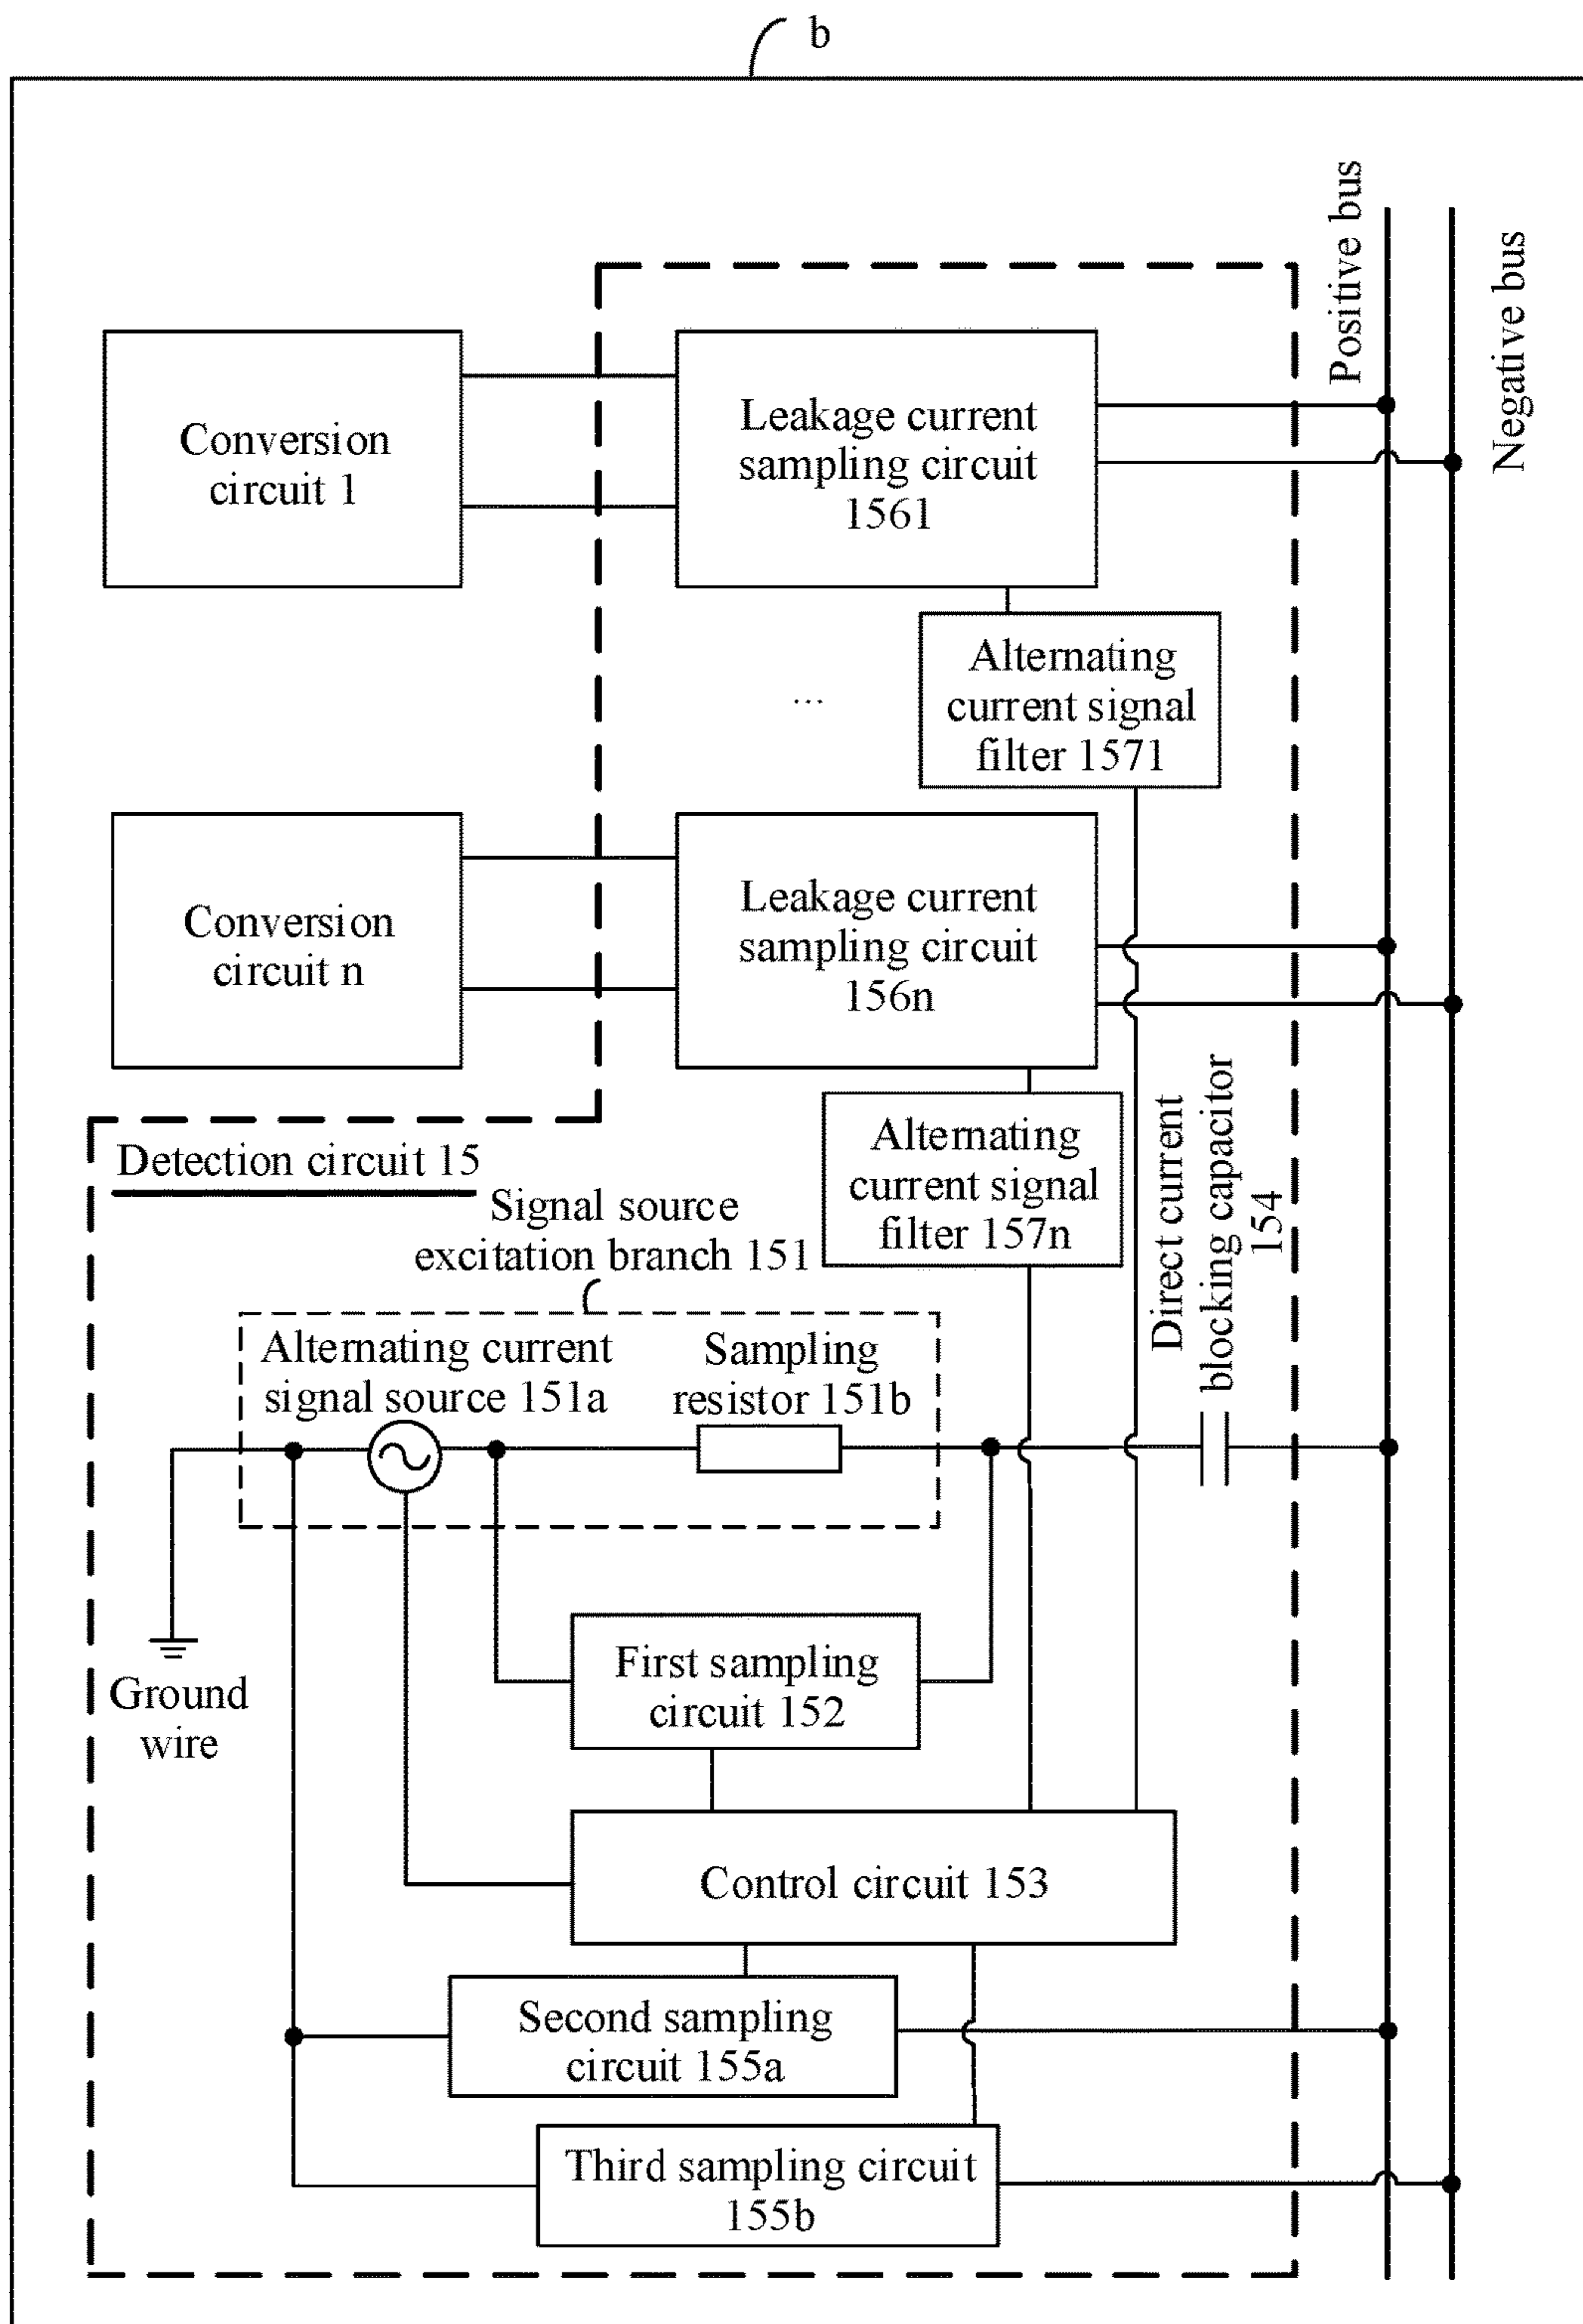 b
Positive bus
Negative bus
Conversion
circuit 1
Leakage current
sampling circuit
1561
Alternating
current signal
filter 1571
...
Conversion
circuit n
Leakage current
sampling circuit
156n
Alternating
current signal
filter 157n
Direct current
blocking capacitor
154
Detection circuit 15
Signal source
excitation branch 151
Alternating current
signal source 151a
Sampling
resistor 151b
Ground
wire
First sampling
circuit 152
Control circuit 153
Second sampling
circuit 155a
Third sampling circuit
155b